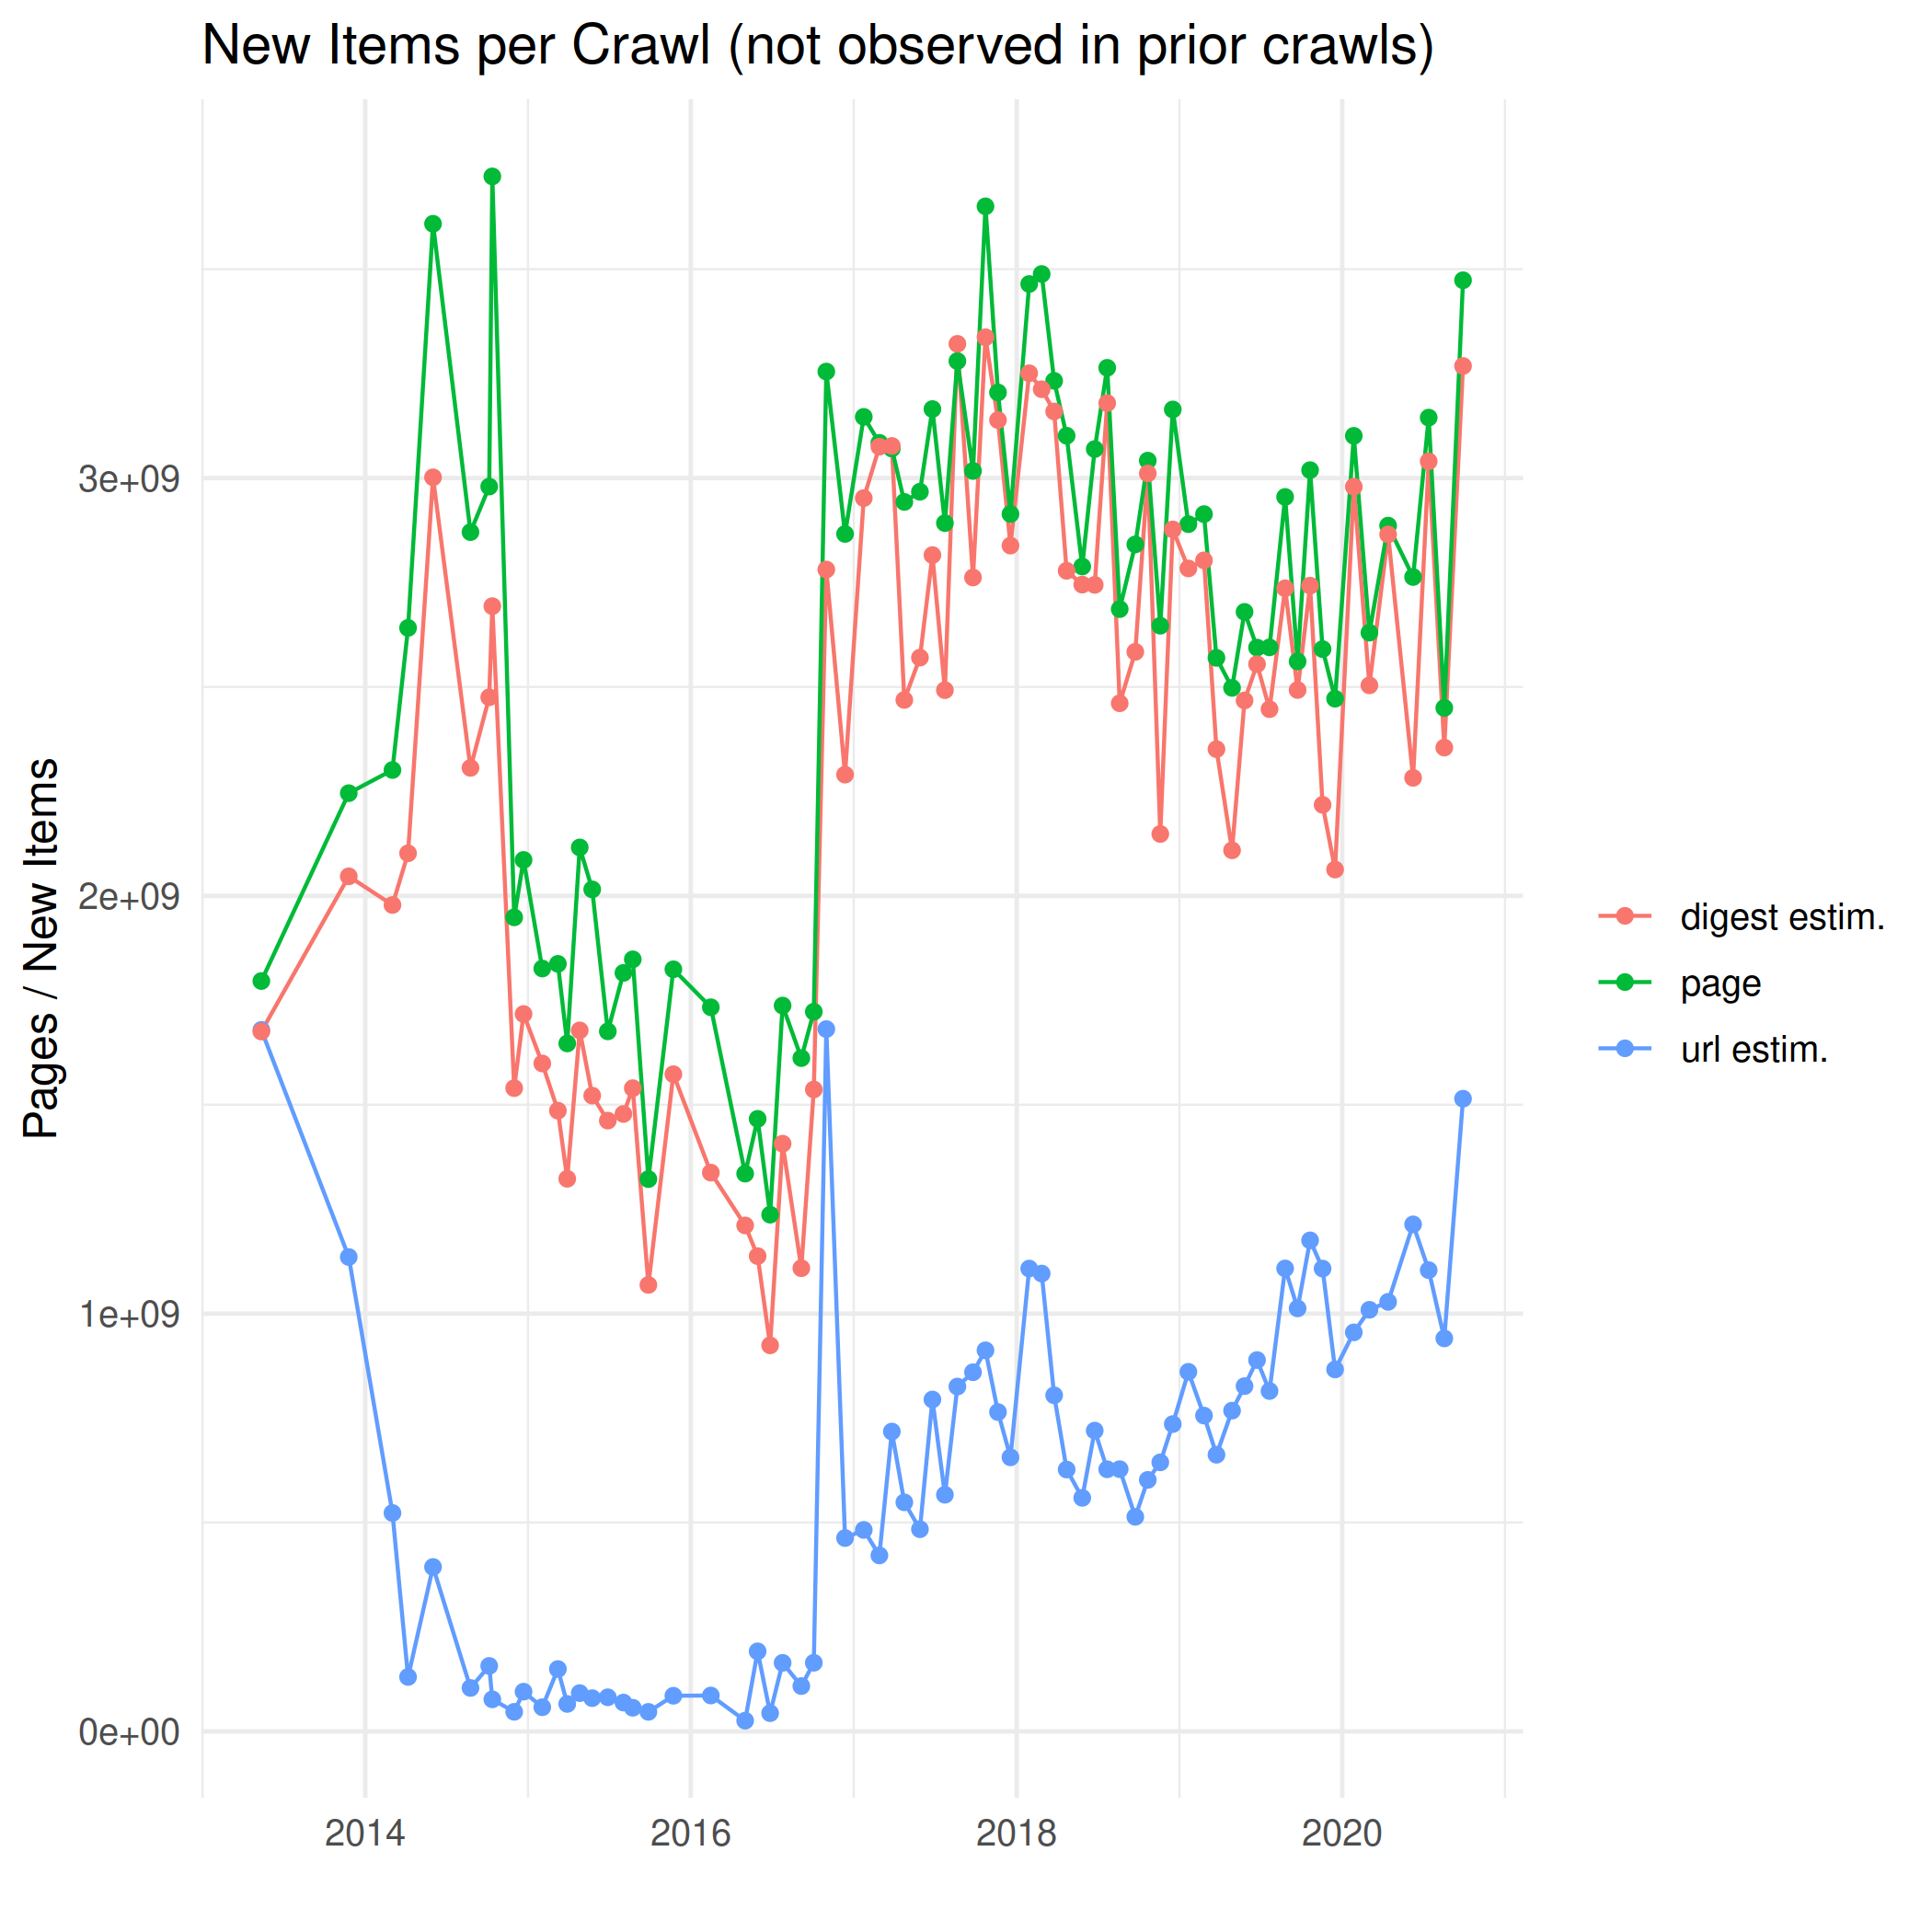 New Items per Crawl (not observed in prior crawls)
Pages / New Items
3e+09
2e+09
1e+09
0e+00
2014
2016
2018
2020
digest estim.
page
url estim.